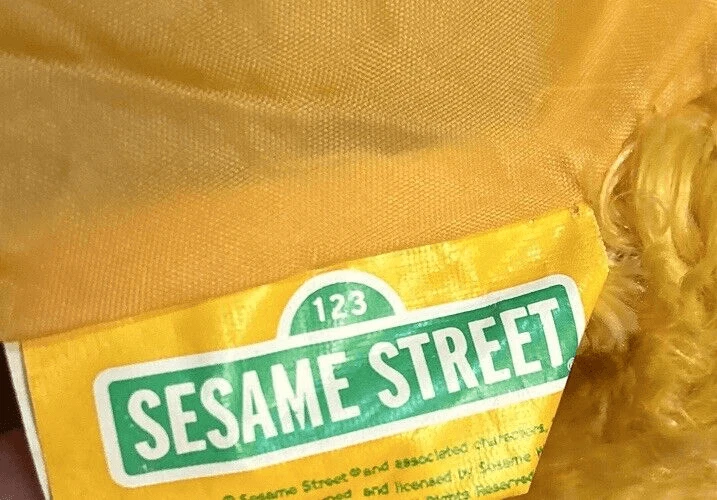 123
SESAME STREET
© Sesame Street ® and associated characters,
and licensed by Sesame
Rights Reserved